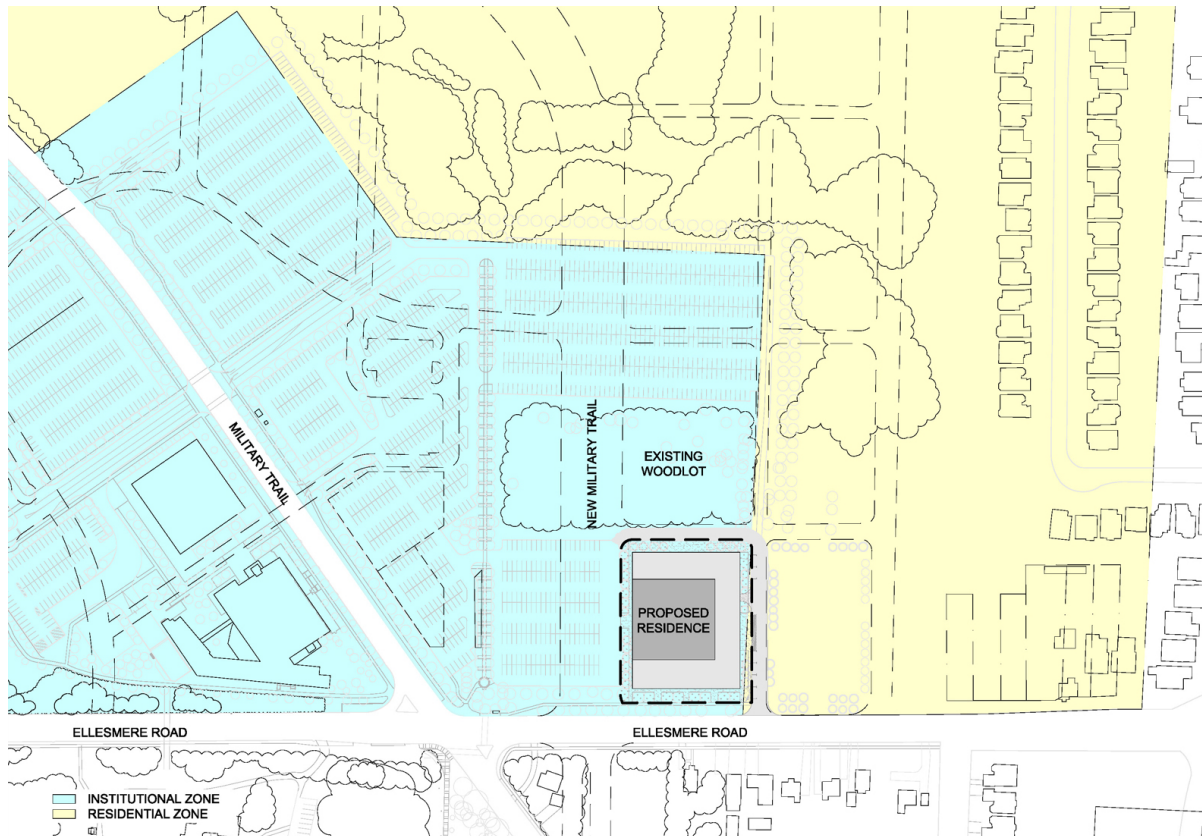 MILITARY TRAIL
NEW MILITARY TRAIL
EXISTING
WOODLOT
PROPOSED
RESIDENCE
ELLESMERE ROAD
ELLESMERE ROAD
INSTITUTIONAL ZONE
RESIDENTIAL ZONE